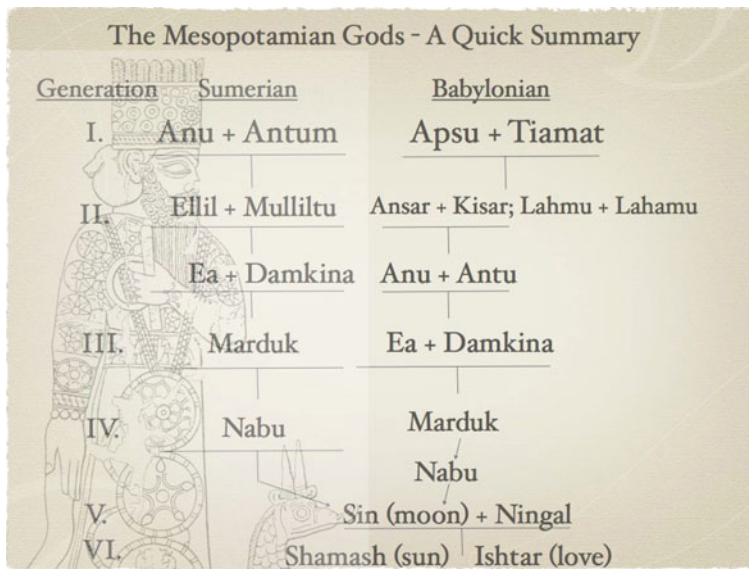 The Mesopotamian Gods - A Quick Summary
Generation Sumerian Babylonian
I. Anu + Antum Apsu + Tiamat
II. Ellil + Mulliltu Ansar + Kisar; Lahmu + Lahamu
Ea + Damkina Anu + Antu
III. Marduk Ea + Damkina
IV. Nabu Marduk
Nabu
V. Sin (moon) + Ningal
VI. Shamash (sun) Ishtar (love)